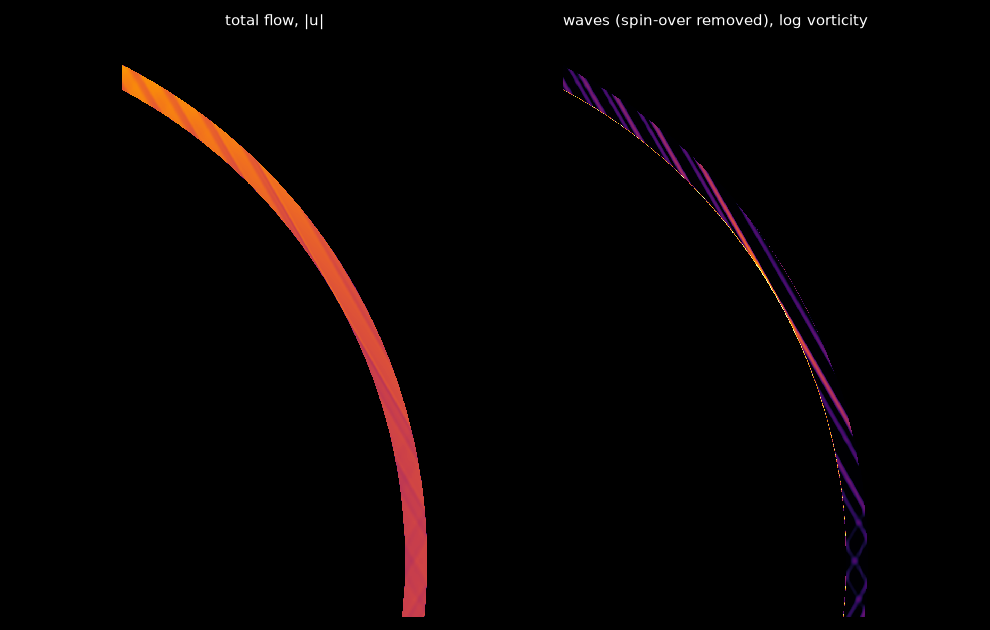 total flow, |u|
waves (spin-over removed), log vorticity